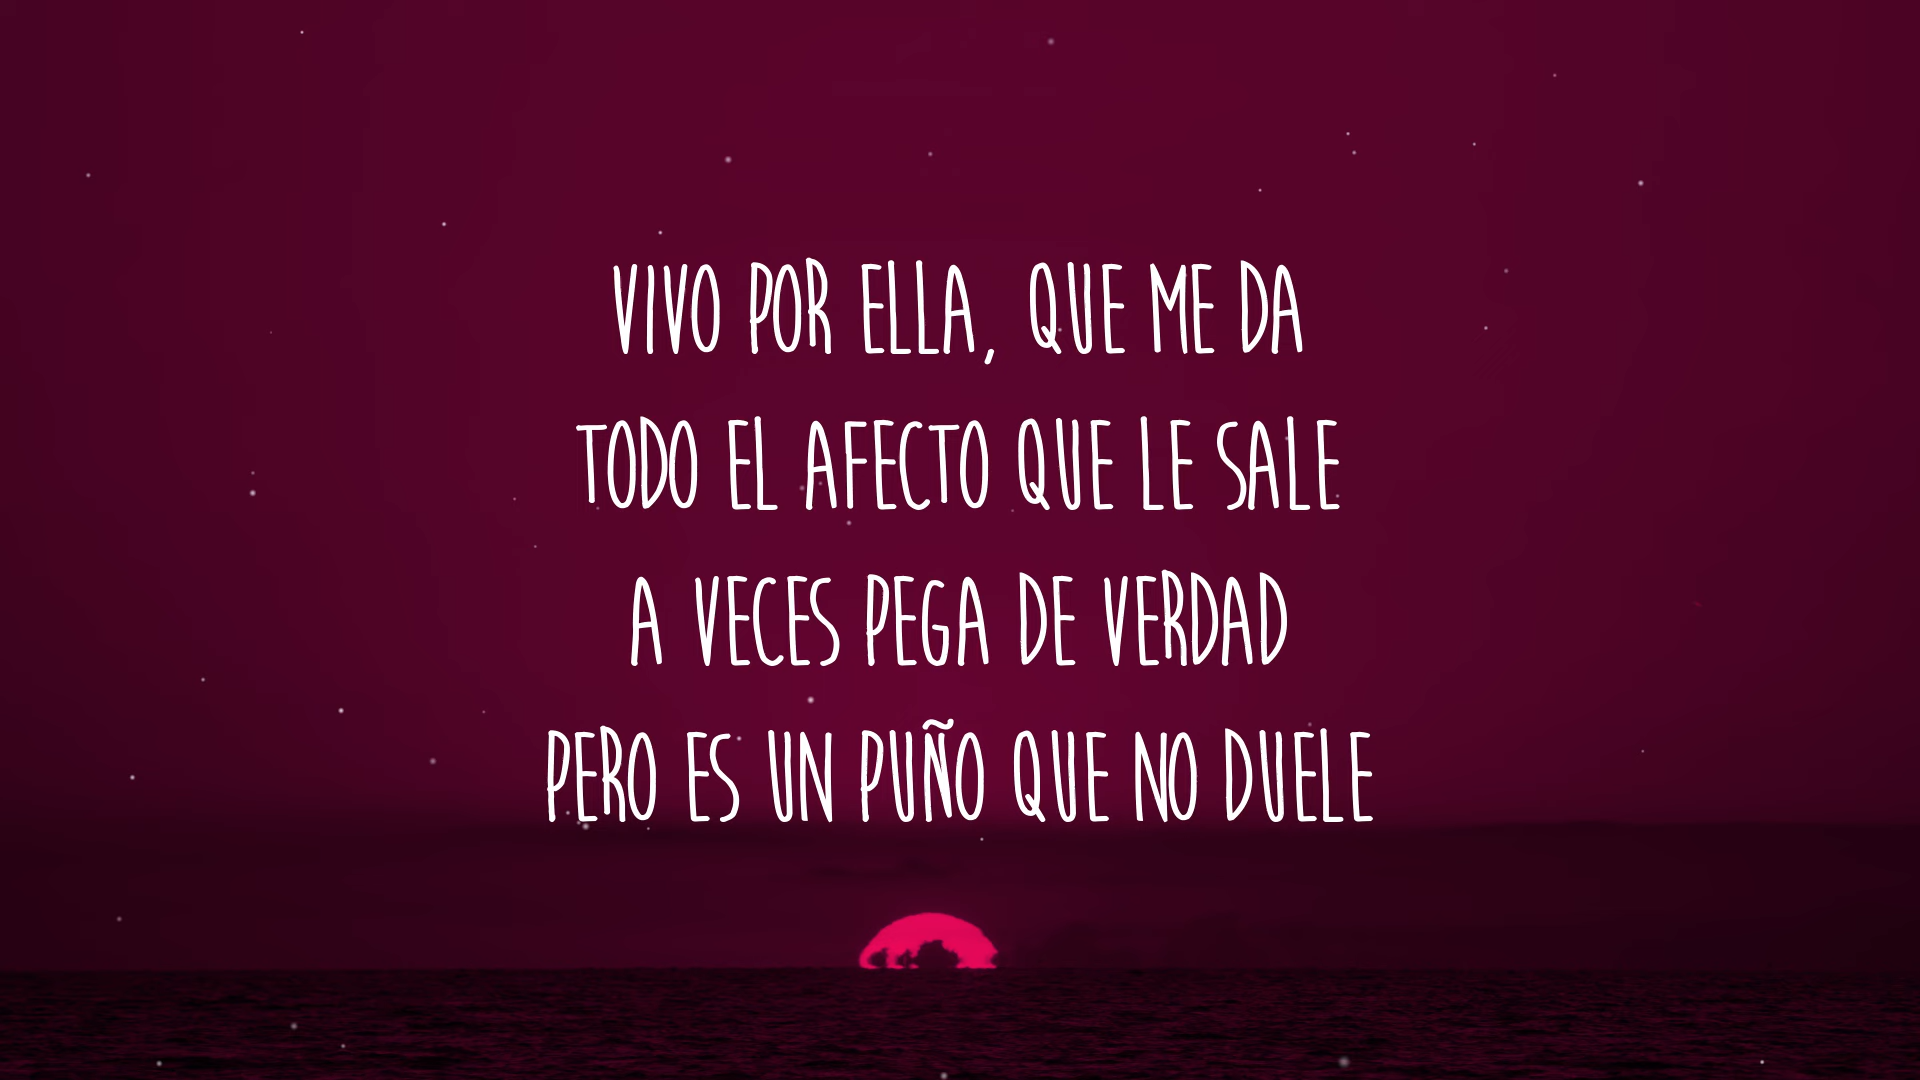 VIVO POR ELLA, QUE ME DA
TODO EL AFECTO QUE LE SALE
A VECES PEGA DE VERDAD
PERO ES UN PUÑO QUE NO DUELE